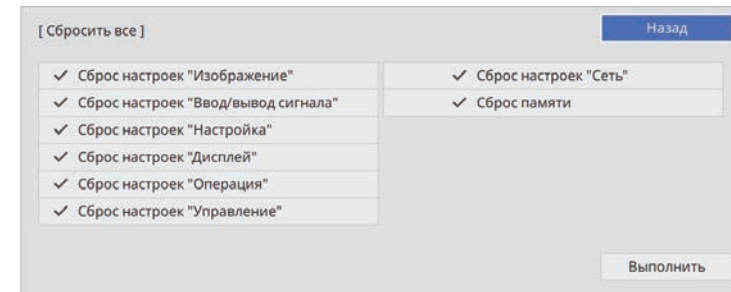 [ Сбросить все ]
Назад
✓ Сброс настроек "Изображение"
✓ Сброс настроек "Ввод/вывод сигнала"
✓ Сброс настроек "Настройка"
✓ Сброс настроек "Дисплей"
✓ Сброс настроек "Операция"
✓ Сброс настроек "Управление"
✓ Сброс настроек "Сеть"
✓ Сброс памяти
Выполнить